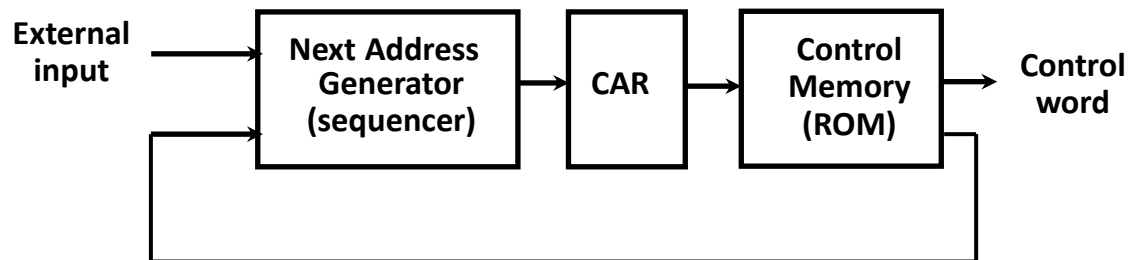 External
input
Next Address
Generator
(sequencer)
CAR
Control
Memory
(ROM)
Control
word